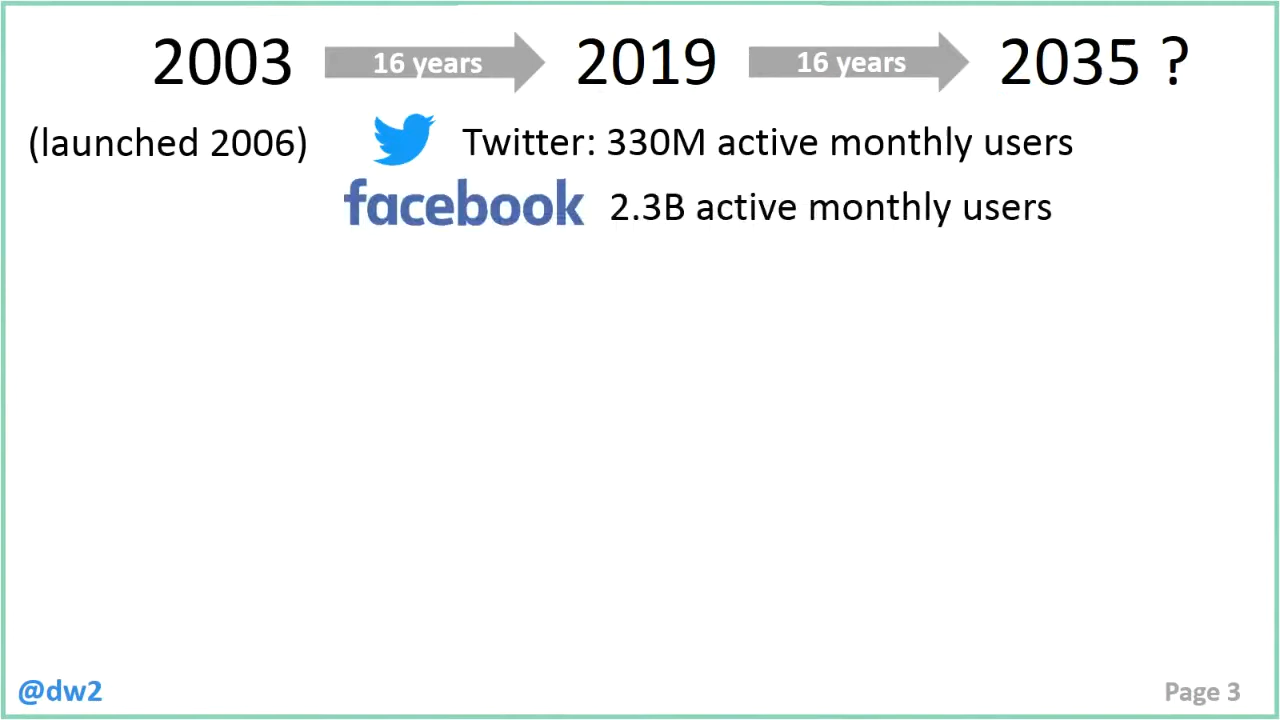 2003 16 years 2019 16 years 2035 ?
(launched 2006) Twitter: 330M active monthly users
facebook 2.3B active monthly users
@dw2 Page 3